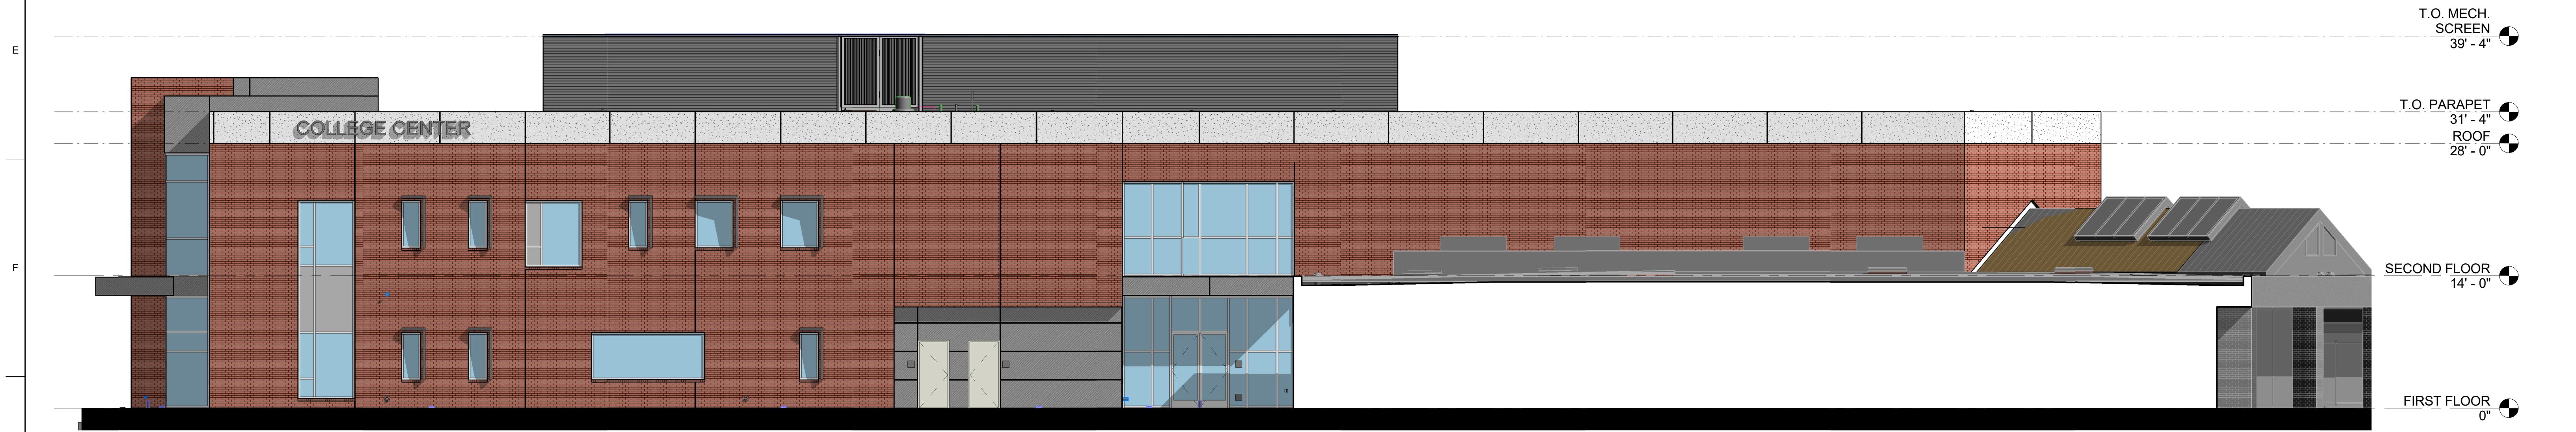 T.O. MECH.
SCREEN
39' - 4"
E
COLLEGE CENTER
T.O. PARAPET
31' - 4"
ROOF
28' - 0"
F
SECOND FLOOR
14' - 0"
FIRST FLOOR
0"